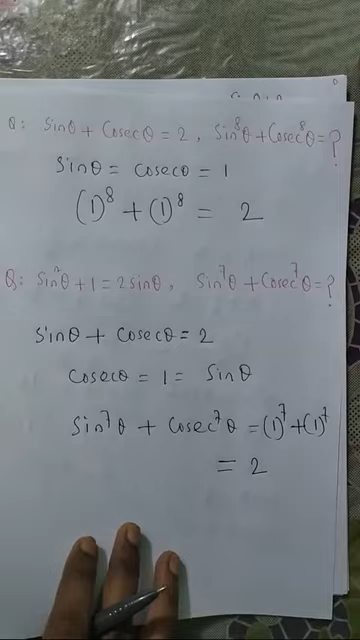 Q: Sinθ + Cosecθ = 2, Sin⁸θ + Cosec⁸θ = ?
Sinθ = Cosecθ = 1
(1)⁸ + (1)⁸ = 2
Q: Sin²θ + 1 = 2 sinθ, Sin⁷θ + Cosec⁷θ = ?
Sinθ + Cosecθ = 2
Cosecθ = 1 = Sinθ
Sin⁷θ + Cosec⁷θ = (1)⁷ + (1)⁷
= 2